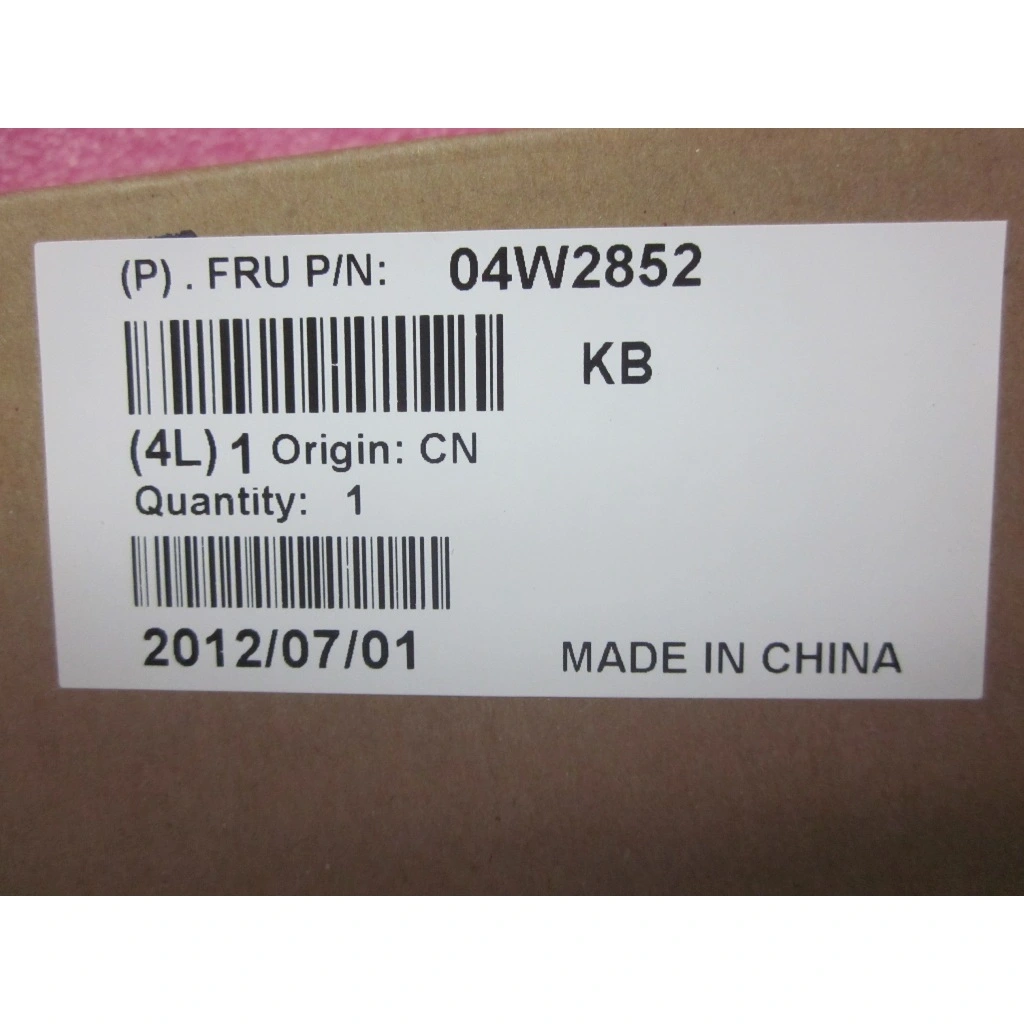 (P) . FRU P/N: 04W2852
KB
(4L) 1 Origin: CN
Quantity: 1
2012/07/01
MADE IN CHINA